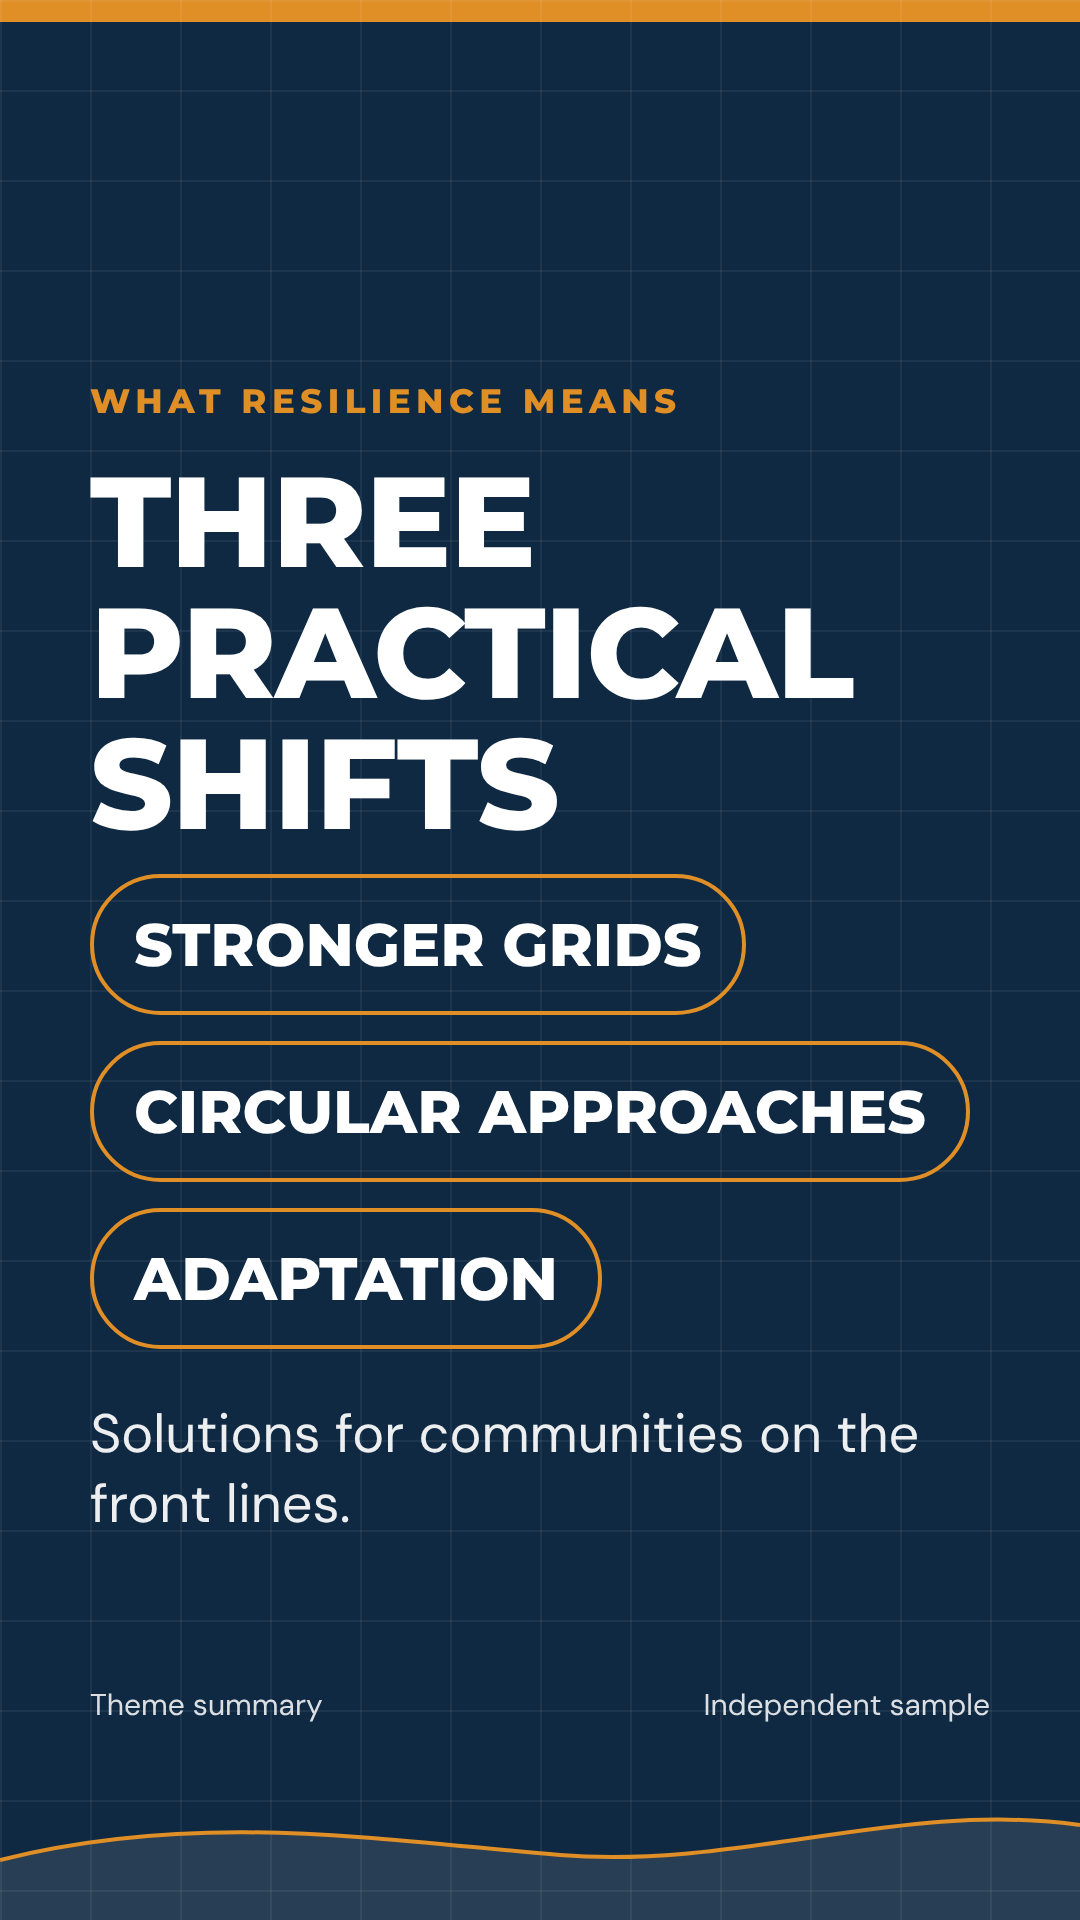 WHAT RESILIENCE MEANS
THREE
PRACTICAL
SHIFTS
STRONGER GRIDS
CIRCULAR APPROACHES
ADAPTATION
Solutions for communities on the
front lines.
Theme summary
Independent sample